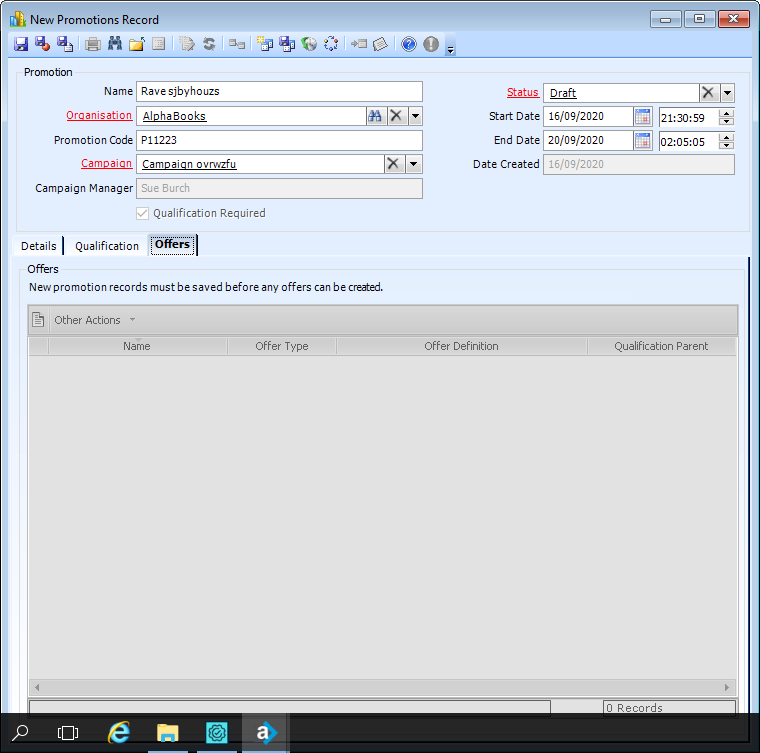 New Promotions Record
Promotion
Name Rave sjbyhouzs
Status Draft
Organisation AlphaBooks
Start Date 16/09/2020 21:30:59
Promotion Code P11223
End Date 20/09/2020 02:05:05
Campaign Campaign ovrwzfu
Date Created 16/09/2020
Campaign Manager Sue Burch
Qualification Required
Details Qualification Offers
Offers
New promotion records must be saved before any offers can be created.
Other Actions
Name Offer Type Offer Definition Qualification Parent
0 Records